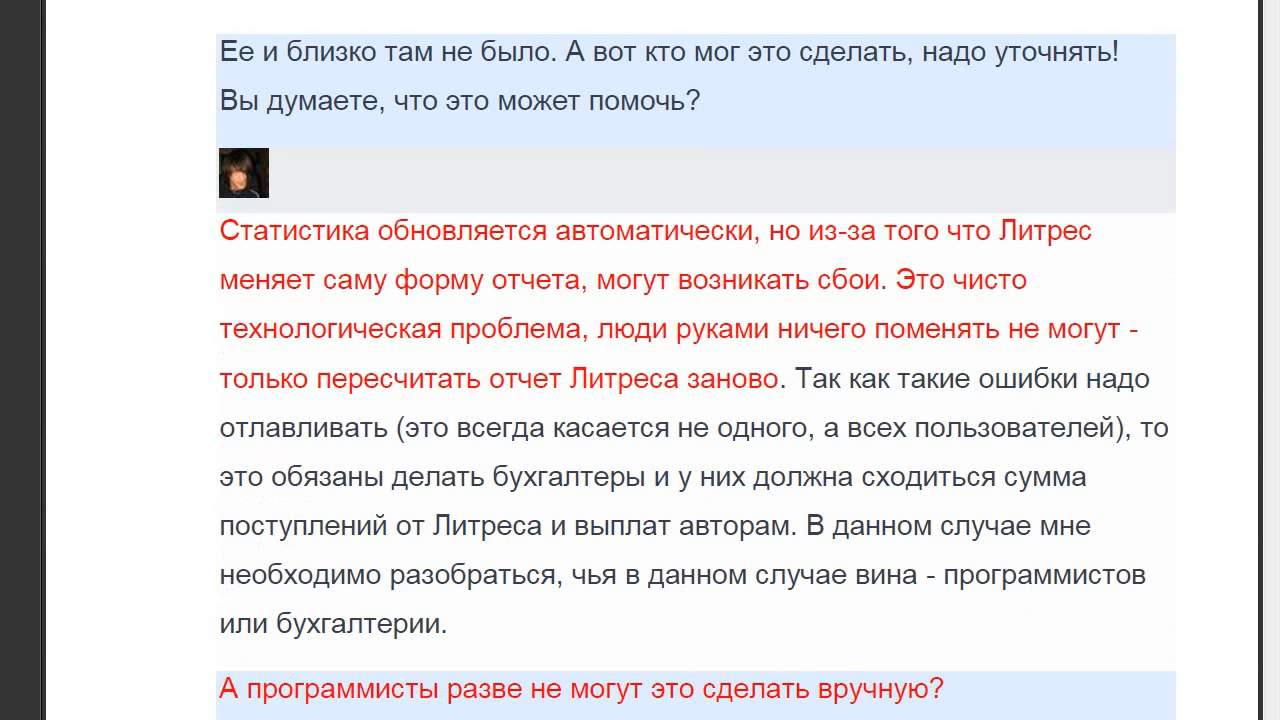 Ее и близко там не было. А вот кто мог это сделать, надо уточнять!
Вы думаете, что это может помочь?
Статистика обновляется автоматически, но из-за того что Литрес
меняет саму форму отчета, могут возникать сбои. Это чисто
технологическая проблема, люди руками ничего поменять не могут -
только пересчитать отчет Литреса заново. Так как такие ошибки надо
отлавливать (это всегда касается не одного, а всех пользователей), то
это обязаны делать бухгалтеры и у них должна сходиться сумма
поступлений от Литреса и выплат авторам. В данном случае мне
необходимо разобраться, чья в данном случае вина - программистов
или бухгалтерии.
А программисты разве не могут это сделать вручную?